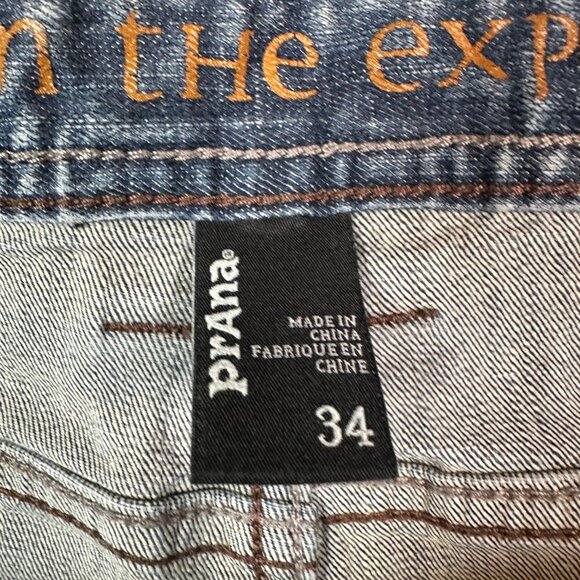 n tHe exp
prAna®
MADE IN
CHINA
FABRIQUE EN
CHINE
34